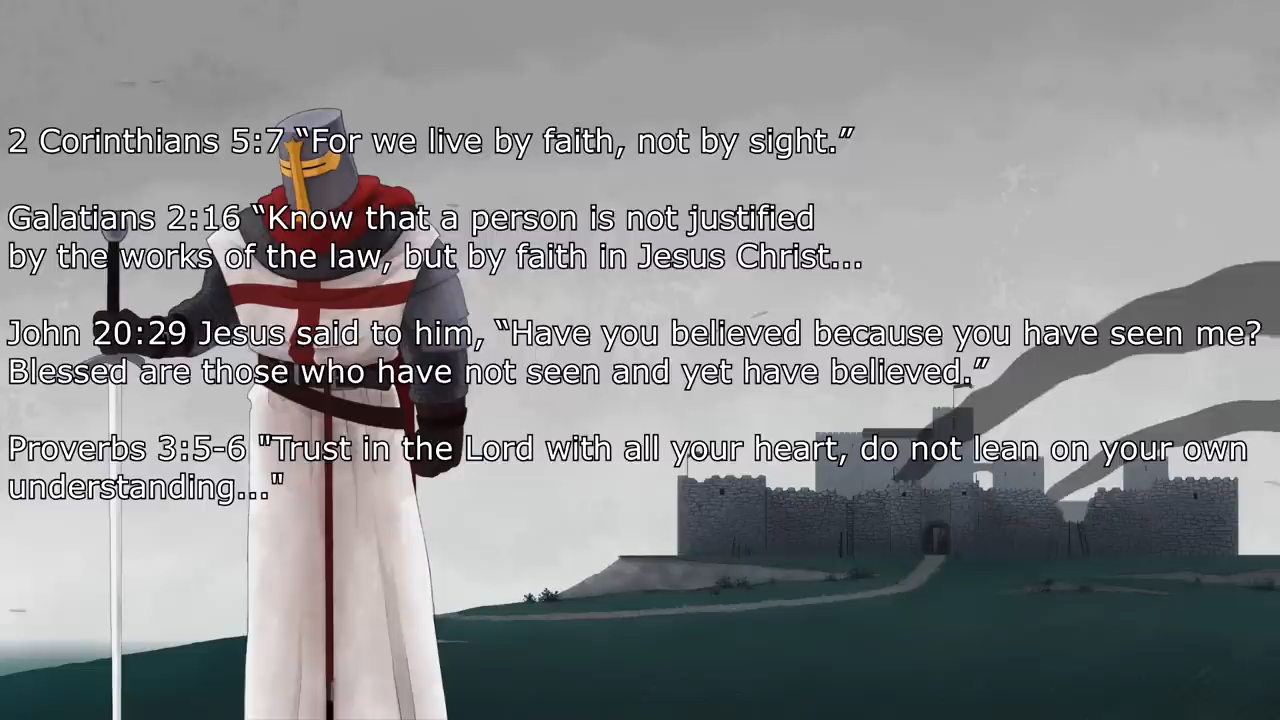 2 Corinthians 5:7 “For we live by faith, not by sight.”
Galatians 2:16 “Know that a person is not justified
by the works of the law, but by faith in Jesus Christ...
John 20:29 Jesus said to him, “Have you believed because you have seen me?
Blessed are those who have not seen and yet have believed.”
Proverbs 3:5-6 "Trust in the Lord with all your heart, do not lean on your own
understanding..."